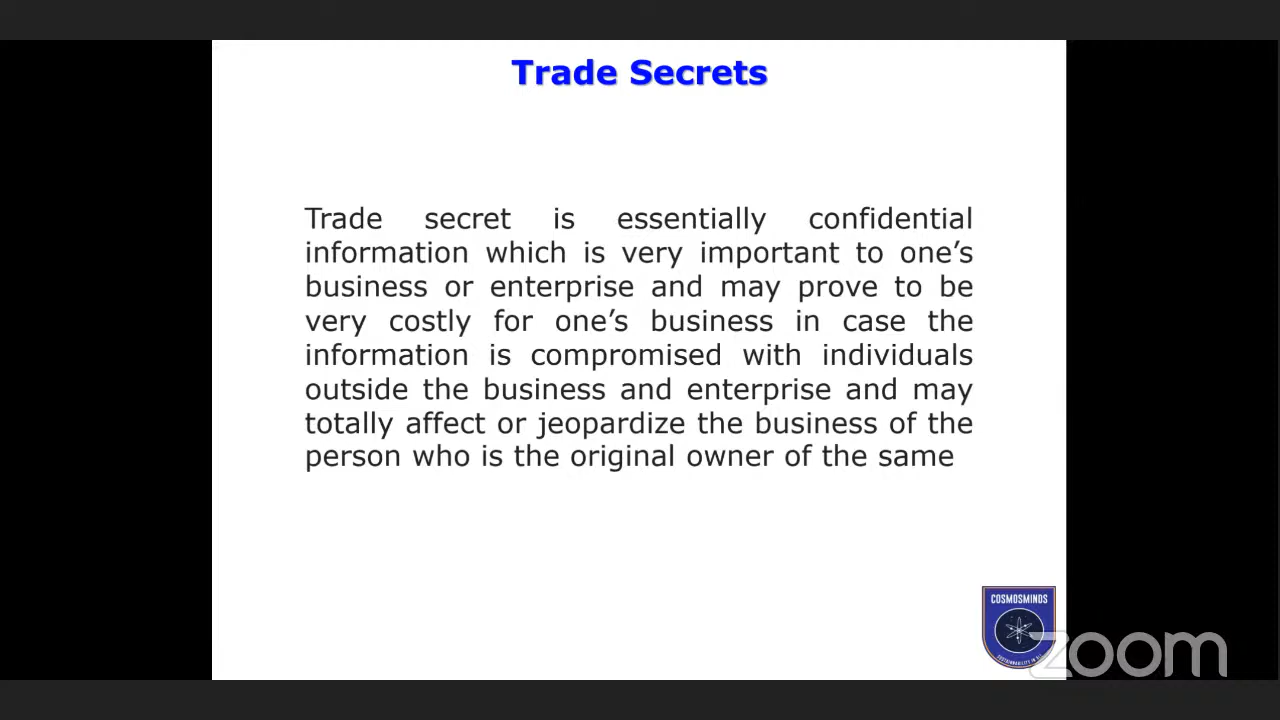 Trade Secrets
Trade secret is essentially confidential
information which is very important to one’s
business or enterprise and may prove to be
very costly for one’s business in case the
information is compromised with individuals
outside the business and enterprise and may
totally affect or jeopardize the business of the
person who is the original owner of the same
COSMOSMINDS
zoom